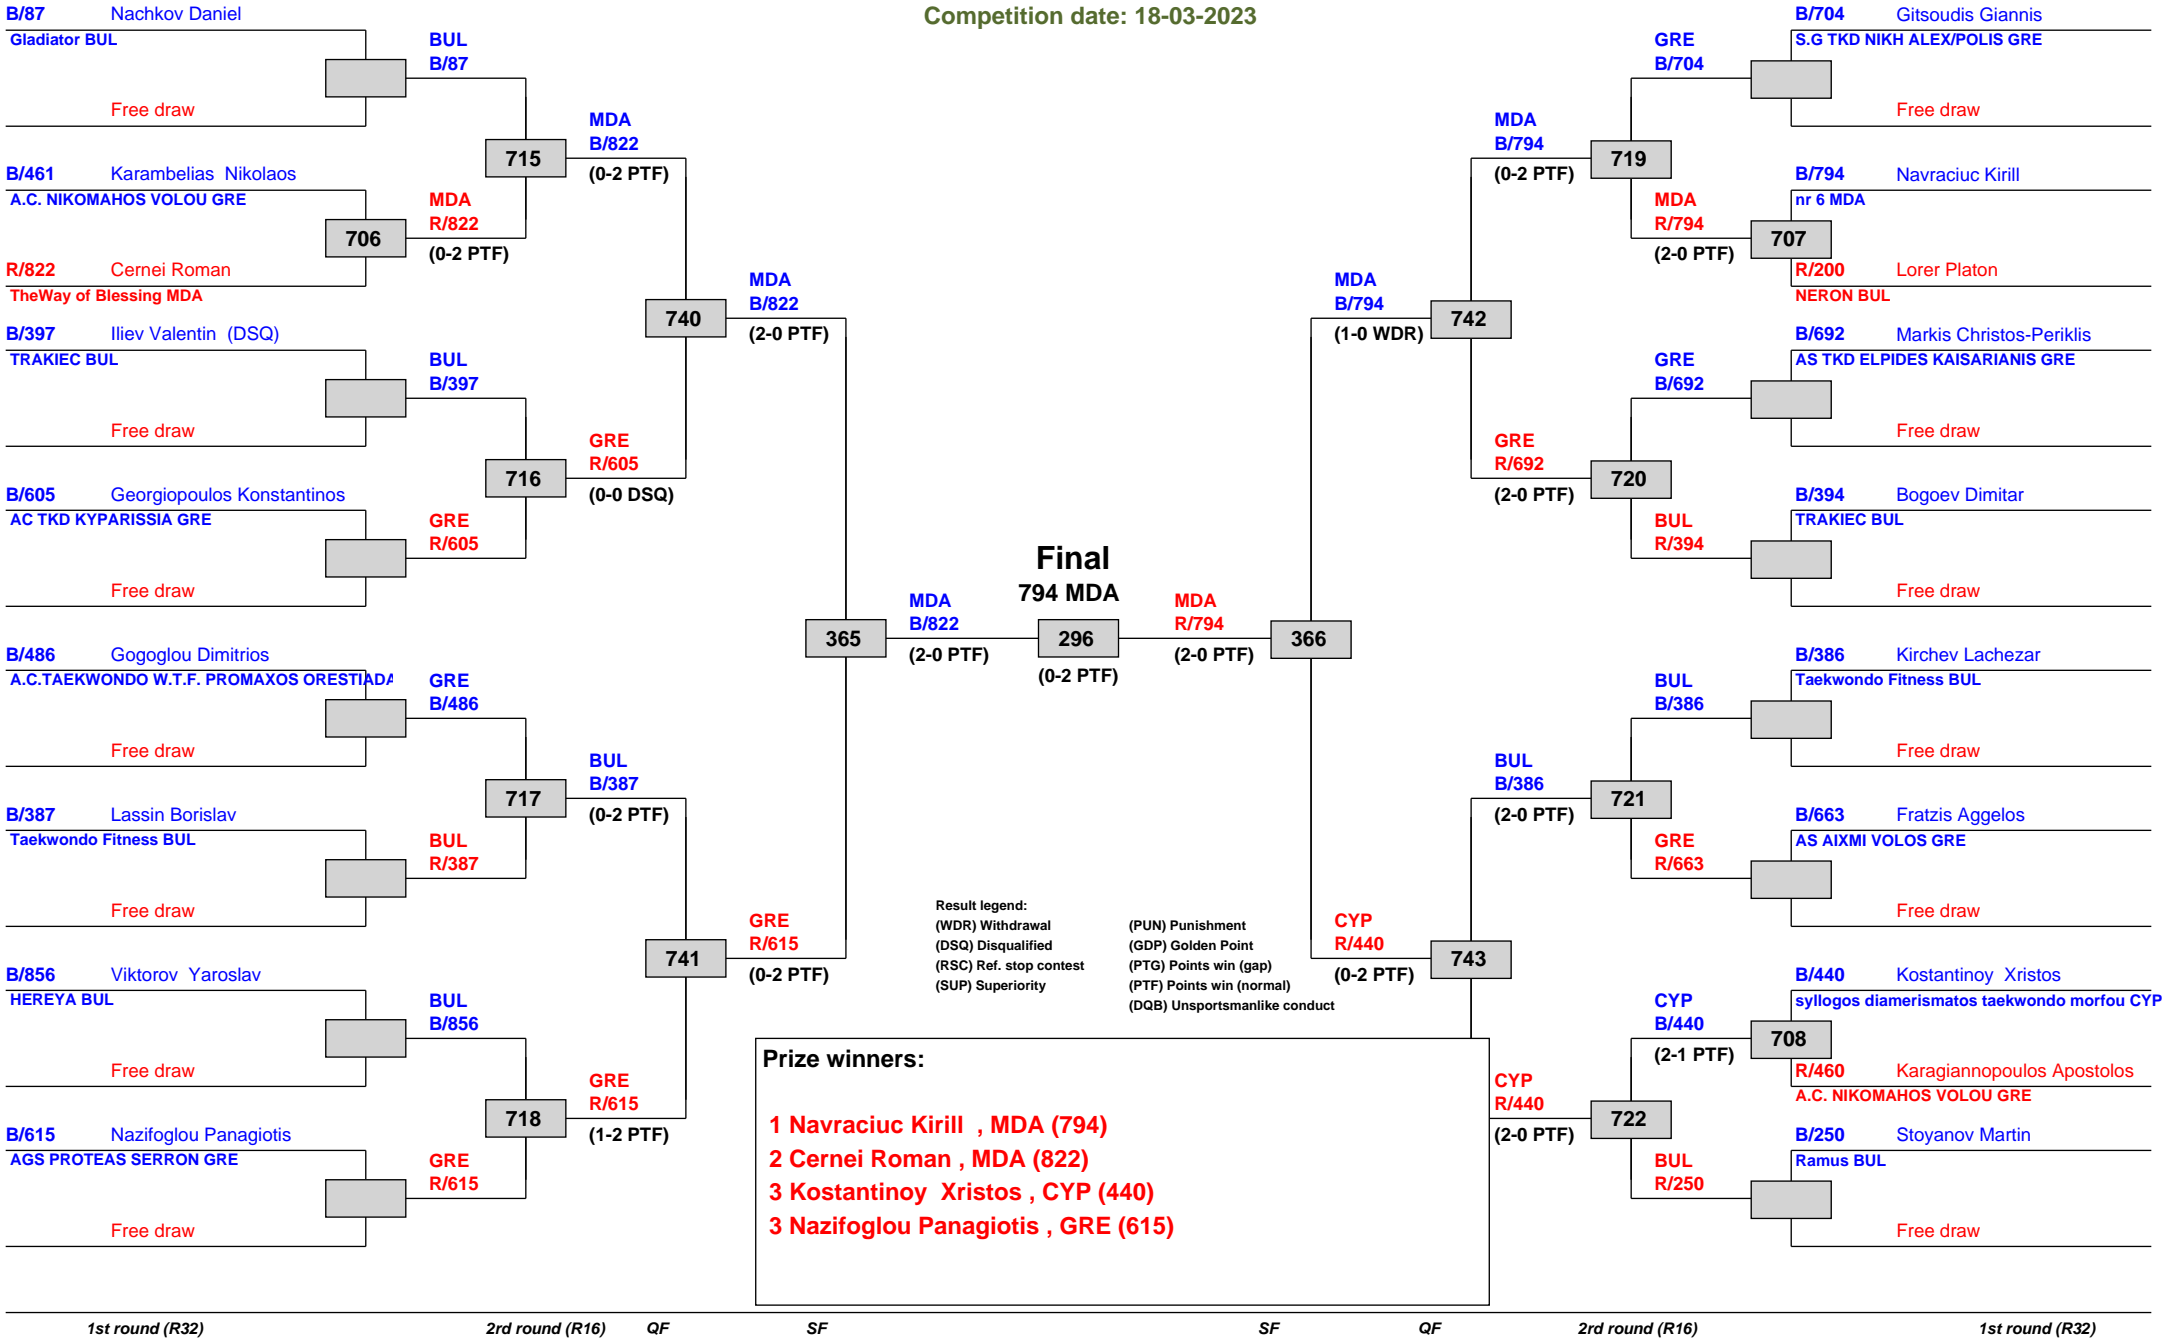 Competition date: 18-03-2023
B/87 Nachkov Daniel
Gladiator BUL
Free draw
B/461 Karambelias  Nikolaos
A.C. NIKOMAHOS VOLOU GRE
706
R/822 Cernei Roman
TheWay of Blessing MDA
B/397 Iliev Valentin  (DSQ)
TRAKIEC BUL
Free draw
B/605 Georgiopoulos Konstantinos
AC TKD KYPARISSIA GRE
Free draw
B/486 Gogoglou Dimitrios
A.C.TAEKWONDO W.T.F. PROMAXOS ORESTIADA
Free draw
B/387 Lassin Borislav
Taekwondo Fitness BUL
Free draw
B/856 Viktorov  Yaroslav
HEREYA BUL
Free draw
B/615 Nazifoglou Panagiotis
AGS PROTEAS SERRON GRE
Free draw
BUL
B/87
715
MDA
R/822
(0-2 PTF)
BUL
B/397
716
GRE
R/605
GRE
B/486
717
BUL
R/387
BUL
B/856
718
GRE
R/615
MDA
B/822
(0-2 PTF)
740
GRE
R/605
(0-0 DSQ)
BUL
B/387
(0-2 PTF)
741
GRE
R/615
(1-2 PTF)
MDA
B/822
(2-0 PTF)
365
GRE
R/615
(0-2 PTF)
MDA
B/822
(2-0 PTF)
Final
794 MDA
296
(0-2 PTF)
MDA
R/794
(2-0 PTF)
366
MDA
B/794
(1-0 WDR)
742
CYP
R/440
(0-2 PTF)
743
MDA
B/794
(0-2 PTF)
719
GRE
R/692
(2-0 PTF)
720
BUL
B/386
(2-0 PTF)
721
CYP
R/440
(2-0 PTF)
722
GRE
B/704
MDA
R/794
(2-0 PTF)
707
GRE
B/692
BUL
R/394
BUL
B/386
GRE
R/663
CYP
B/440
(2-1 PTF)
708
BUL
R/250
B/704 Gitsoudis Giannis
S.G TKD NIKH ALEX/POLIS GRE
Free draw
B/794 Navraciuc Kirill
nr 6 MDA
R/200 Lorer Platon
NERON BUL
B/692 Markis Christos-Periklis
AS TKD ELPIDES KAISARIANIS GRE
Free draw
B/394 Bogoev Dimitar
TRAKIEC BUL
Free draw
B/386 Kirchev Lachezar
Taekwondo Fitness BUL
Free draw
B/663 Fratzis Aggelos
AS AIXMI VOLOS GRE
Free draw
B/440 Kostantinoy  Xristos
syllogos diamerismatos taekwondo morfou CYP
R/460 Karagiannopoulos Apostolos
A.C. NIKOMAHOS VOLOU GRE
B/250 Stoyanov Martin
Ramus BUL
Free draw
Result legend:
(WDR) Withdrawal (PUN) Punishment
(DSQ) Disqualified (GDP) Golden Point
(RSC) Ref. stop contest (PTG) Points win (gap)
(SUP) Superiority (PTF) Points win (normal)
(DQB) Unsportsmanlike conduct
Prize winners:
1 Navraciuc Kirill  , MDA (794)
2 Cernei Roman , MDA (822)
3 Kostantinoy  Xristos , CYP (440)
3 Nazifoglou Panagiotis , GRE (615)
1st round (R32) 2rd round (R16) QF SF SF QF 2rd round (R16) 1st round (R32)